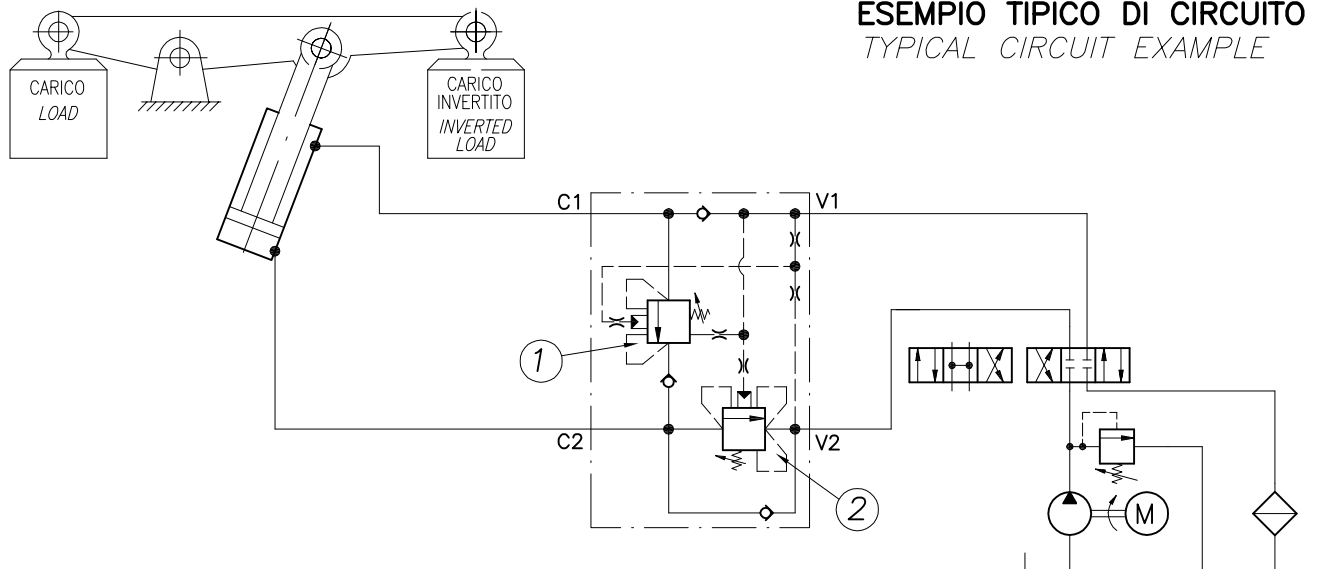 ESEMPIO TIPICO DI CIRCUITO
TYPICAL CIRCUIT EXAMPLE
CARICO
LOAD
CARICO
INVERTITO
INVERTED
LOAD
C1
V1
1
C2
V2
2
M